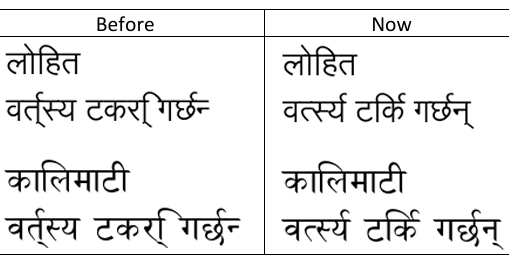 Before
Now
लोहित
वर्त्‌स्य टकर्‌ि गर्छन्‍
कालिमाटी
वर्त्‌स्य टकर्‌ि गर्छन्‍
लोहित
वर्त्स्य टर्कि गर्छन्
कालिमाटी
वर्त्स्य टर्कि गर्छन्